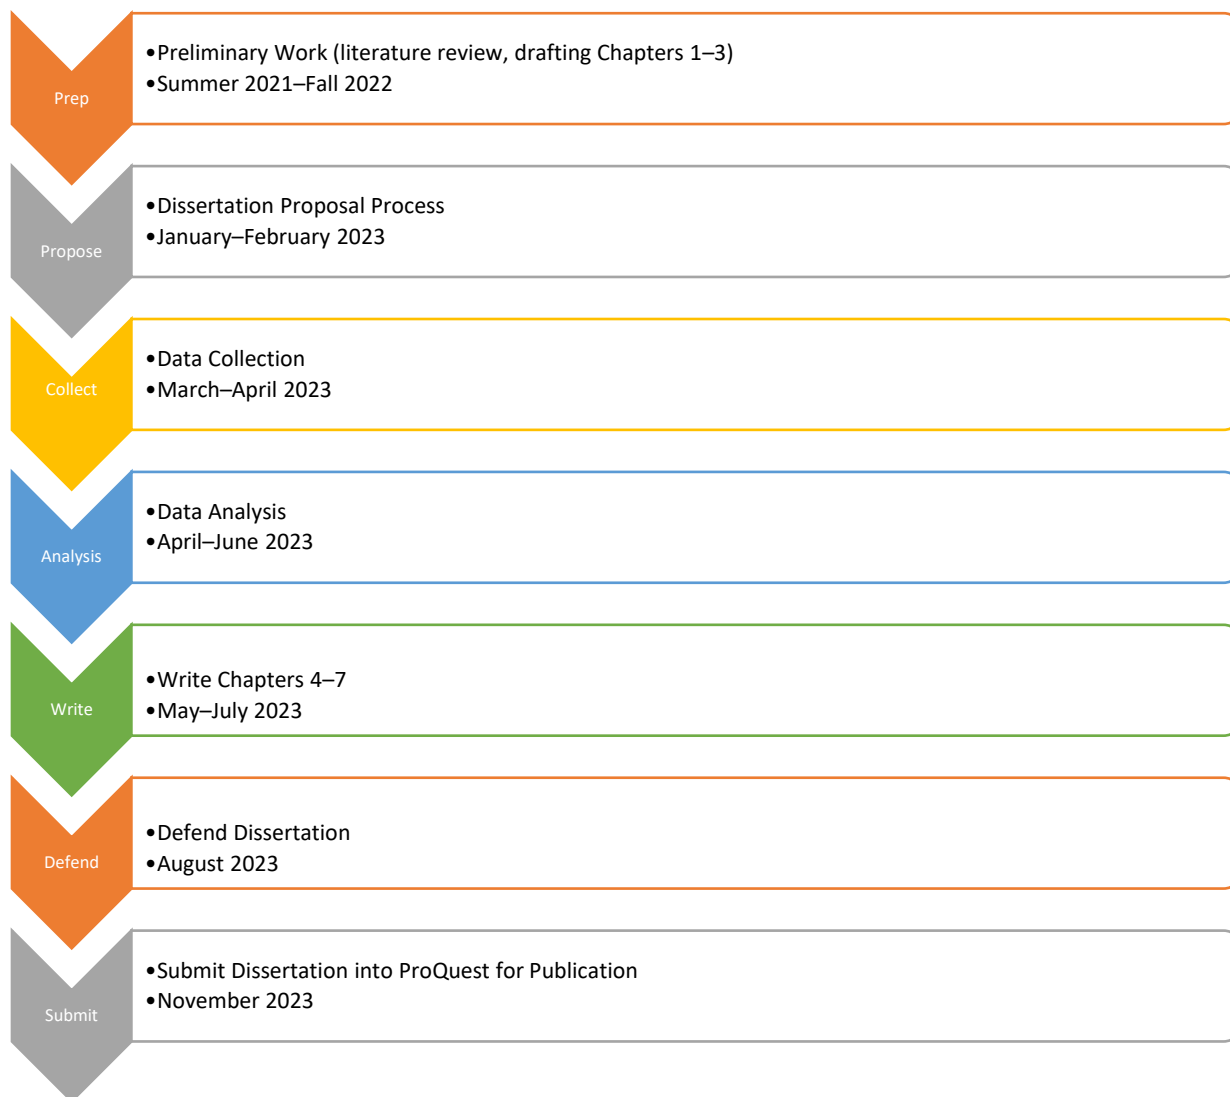 Prep
•Preliminary Work (literature review, drafting Chapters 1–3)
•Summer 2021–Fall 2022
Propose
•Dissertation Proposal Process
•January–February 2023
Collect
•Data Collection
•March–April 2023
Analysis
•Data Analysis
•April–June 2023
Write
•Write Chapters 4–7
•May–July 2023
Defend
•Defend Dissertation
•August 2023
Submit
•Submit Dissertation into ProQuest for Publication
•November 2023